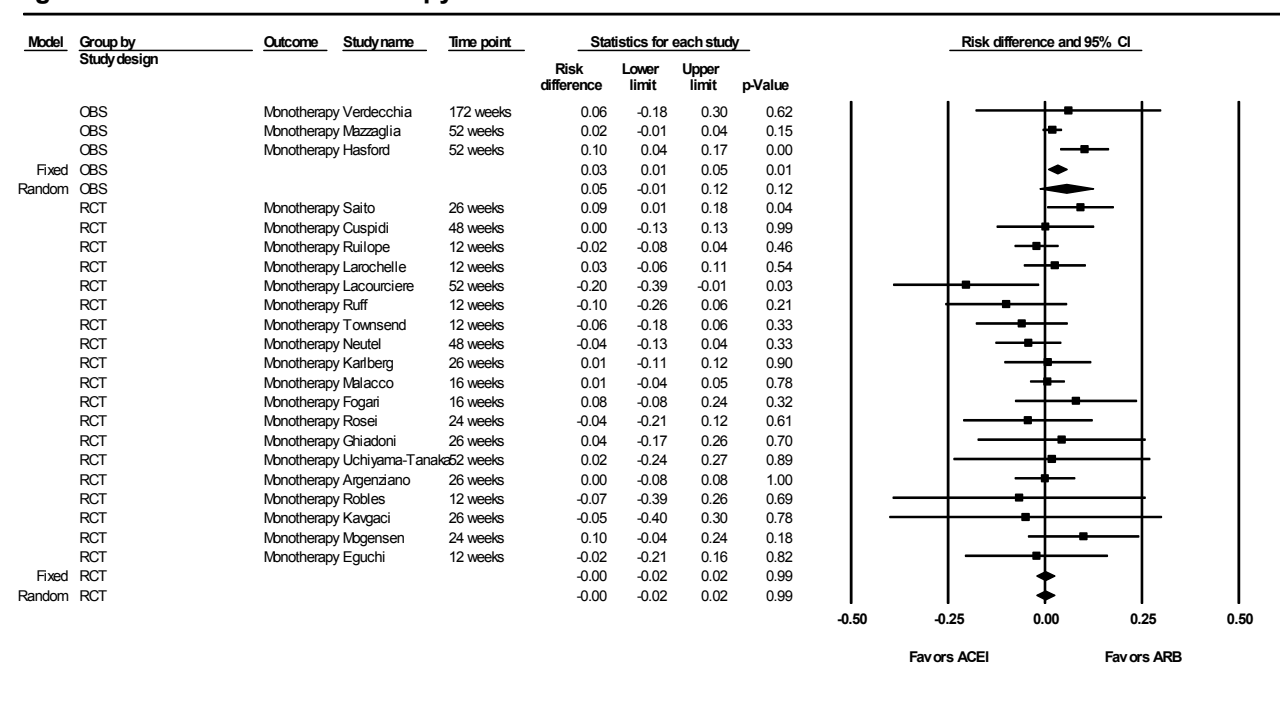 Model Group by Outcome Study name Time point Statistics for each study Risk difference and 95% CI
Study design
Risk Lower Upper
difference limit limit p-Value
OBS Monotherapy Verdecchia 172 weeks 0.06 -0.18 0.30 0.62
OBS Monotherapy Mazzaglia 52 weeks 0.02 -0.01 0.04 0.15
OBS Monotherapy Hasford 52 weeks 0.10 0.04 0.17 0.00
Fixed OBS 0.03 0.01 0.05 0.01
Random OBS 0.05 -0.01 0.12 0.12
RCT Monotherapy Saito 26 weeks 0.09 0.01 0.18 0.04
RCT Monotherapy Cuspidi 48 weeks 0.00 -0.13 0.13 0.99
RCT Monotherapy Ruilope 12 weeks -0.02 -0.08 0.04 0.46
RCT Monotherapy Larochelle 12 weeks 0.03 -0.06 0.11 0.54
RCT Monotherapy Lacourciere 52 weeks -0.20 -0.39 -0.01 0.03
RCT Monotherapy Ruff 12 weeks -0.10 -0.26 0.06 0.21
RCT Monotherapy Townsend 12 weeks -0.06 -0.18 0.06 0.33
RCT Monotherapy Neutel 48 weeks -0.04 -0.13 0.04 0.33
RCT Monotherapy Karlberg 26 weeks 0.01 -0.11 0.12 0.90
RCT Monotherapy Malacco 16 weeks 0.01 -0.04 0.05 0.78
RCT Monotherapy Fogari 16 weeks 0.08 -0.08 0.24 0.32
RCT Monotherapy Rosei 24 weeks -0.04 -0.21 0.12 0.61
RCT Monotherapy Ghiadoni 26 weeks 0.04 -0.17 0.26 0.70
RCT Monotherapy Uchiyama-Tanaka 52 weeks 0.02 -0.24 0.27 0.89
RCT Monotherapy Argenziano 26 weeks 0.00 -0.08 0.08 1.00
RCT Monotherapy Robles 12 weeks -0.07 -0.39 0.26 0.69
RCT Monotherapy Kavgaci 26 weeks -0.05 -0.40 0.30 0.78
RCT Monotherapy Mogensen 24 weeks 0.10 -0.04 0.24 0.18
RCT Monotherapy Eguchi 12 weeks -0.02 -0.21 0.16 0.82
Fixed RCT -0.00 -0.02 0.02 0.99
Random RCT -0.00 -0.02 0.02 0.99
-0.50 -0.25 0.00 0.25 0.50
Favors ACEI Favors ARB